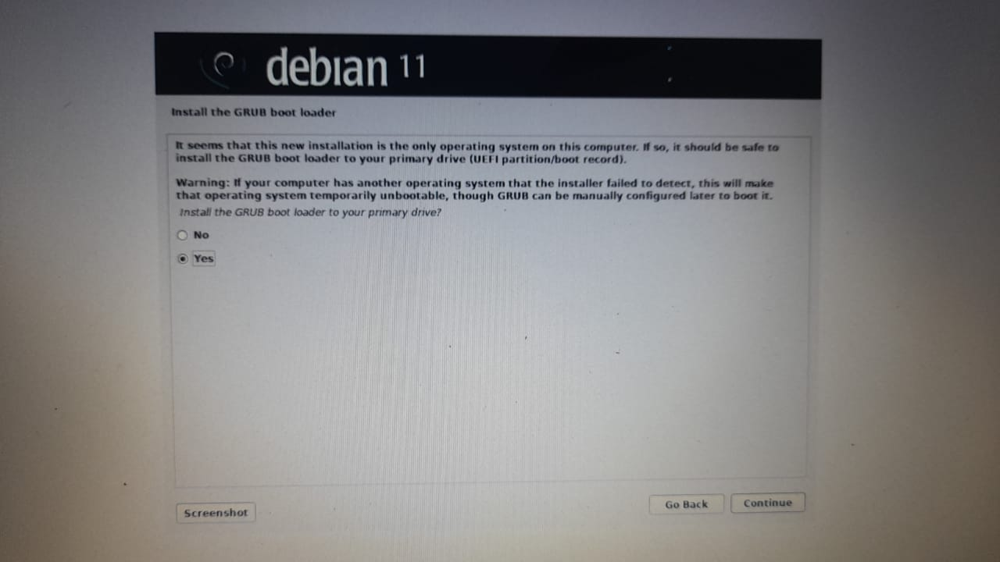 debian 11
Install the GRUB boot loader
It seems that this new installation is the only operating system on this computer. If so, it should be safe to
install the GRUB boot loader to your primary drive (UEFI partition/boot record).
Warning: If your computer has another operating system that the installer failed to detect, this will make
that operating system temporarily unbootable, though GRUB can be manually configured later to boot it.
Install the GRUB boot loader to your primary drive?
No
Yes
Screenshot
Go Back
Continue